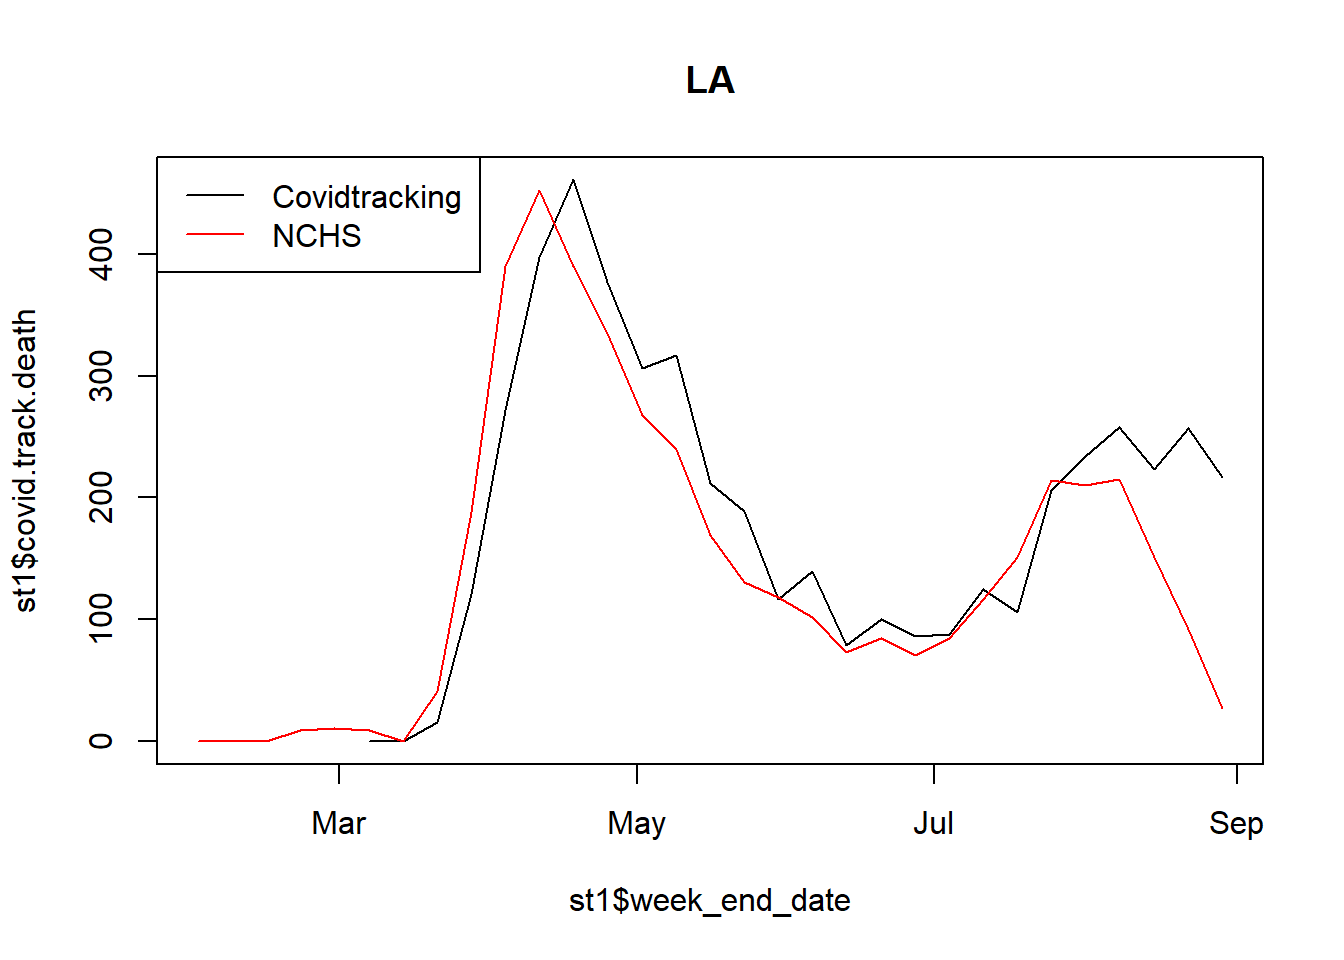 LA
Covidtracking
NCHS
st1$covid.track.death
400
300
200
100
0
Mar May Jul Sep
st1$week_end_date